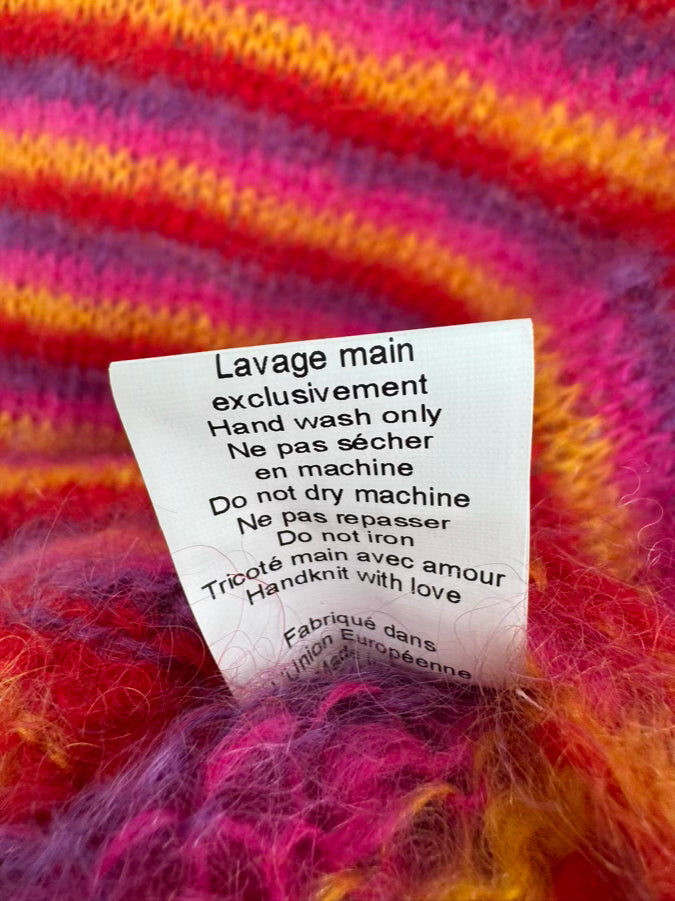 Lavage main
exclusivement
Hand wash only
Ne pas sécher
en machine
Do not dry machine
Ne pas repasser
Do not iron
Tricoté main avec amour
Handknit with love
Fabriqué dans
l'Union Européenne
Made